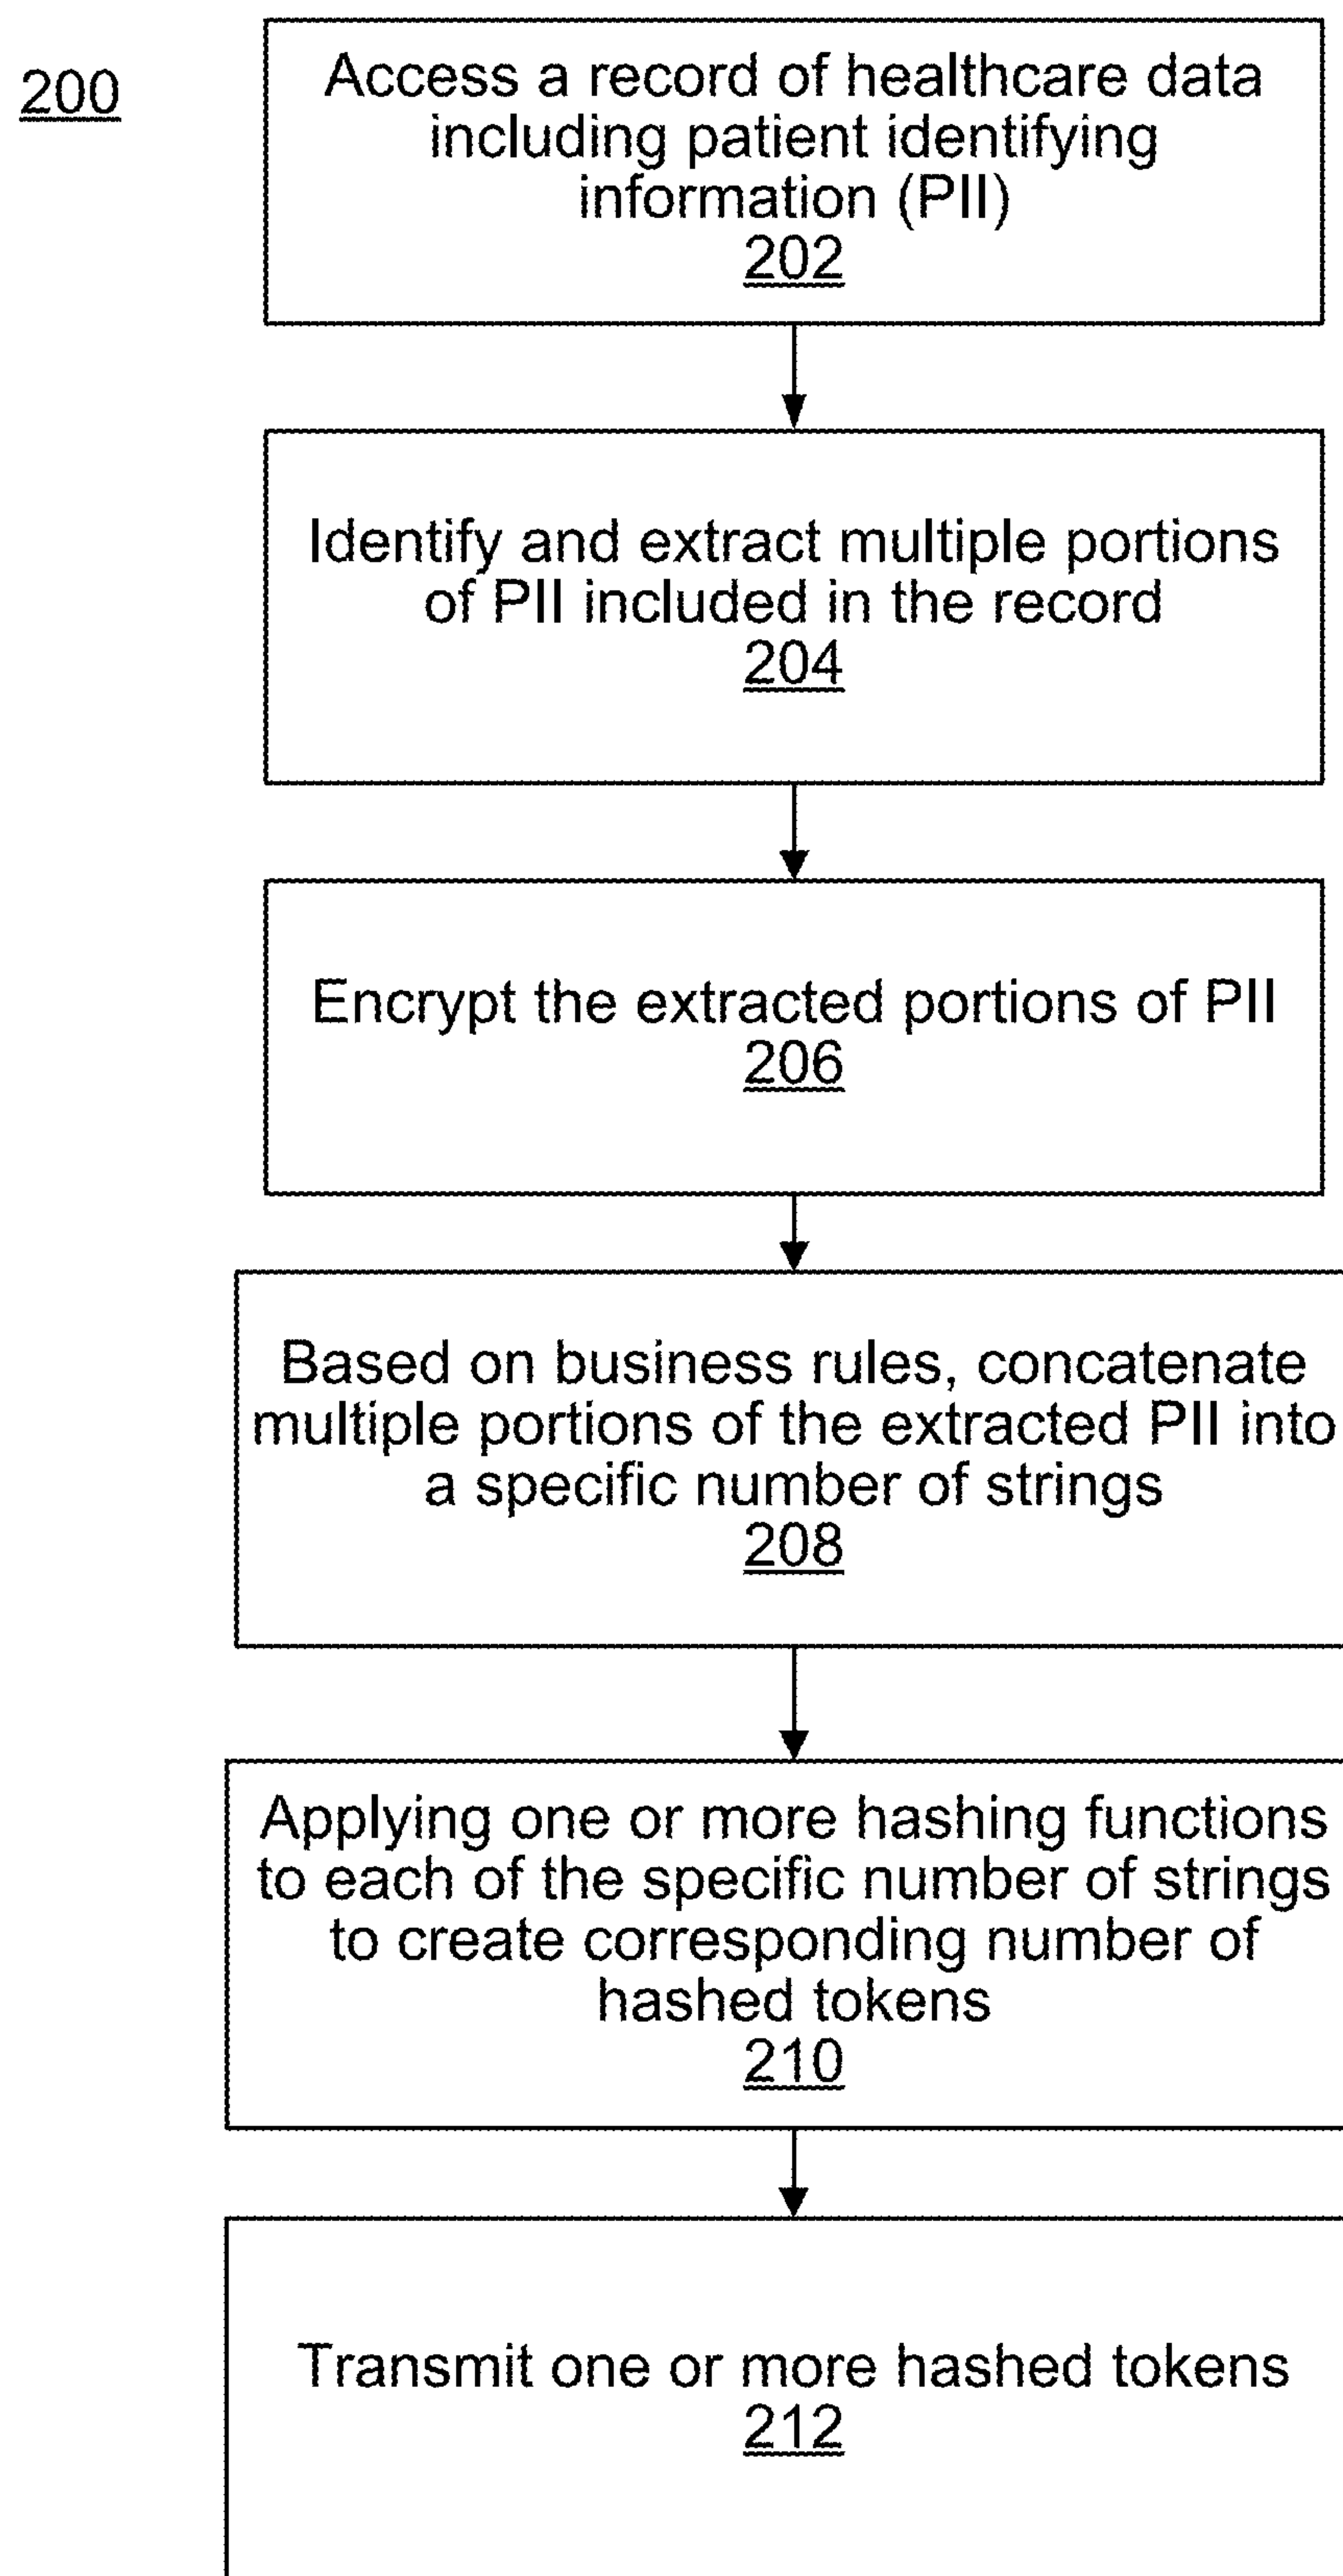 200
Access a record of healthcare data
including patient identifying
information (PII)
202
Identify and extract multiple portions
of PII included in the record
204
Encrypt the extracted portions of PII
206
Based on business rules, concatenate
multiple portions of the extracted PII into
a specific number of strings
208
Applying one or more hashing functions
to each of the specific number of strings
to create corresponding number of
hashed tokens
210
Transmit one or more hashed tokens
212